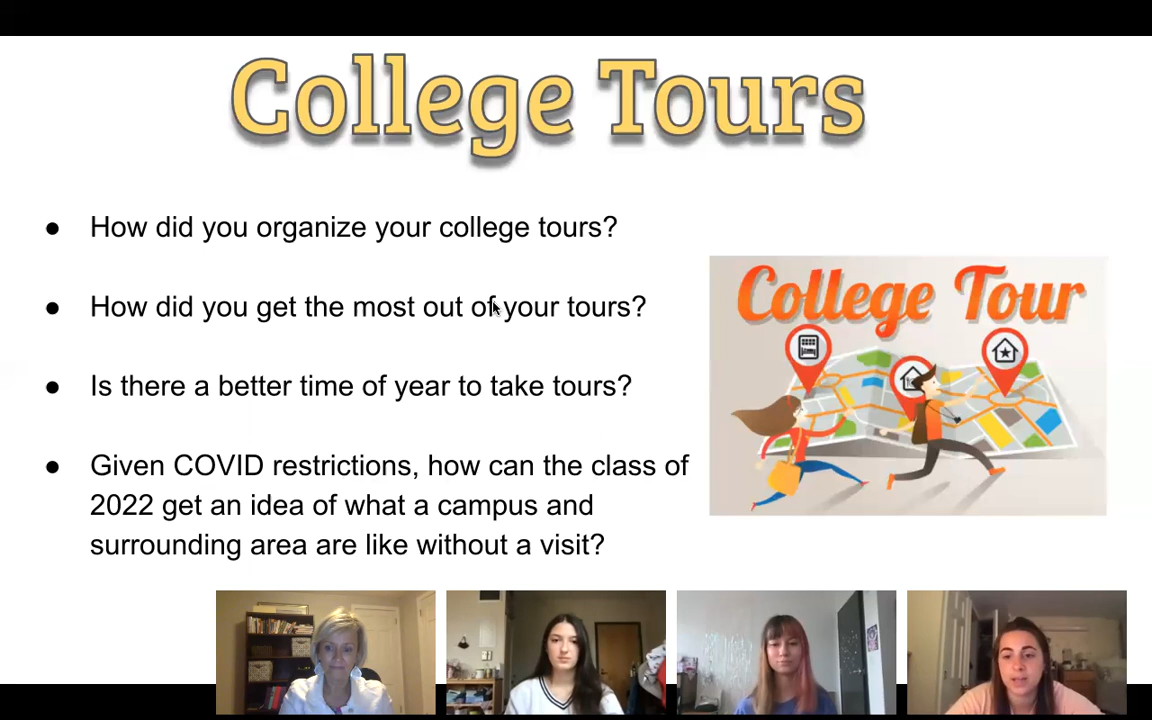 College Tours
● How did you organize your college tours?
● How did you get the most out of your tours?
● Is there a better time of year to take tours?
● Given COVID restrictions, how can the class of
2022 get an idea of what a campus and
surrounding area are like without a visit?
College Tour